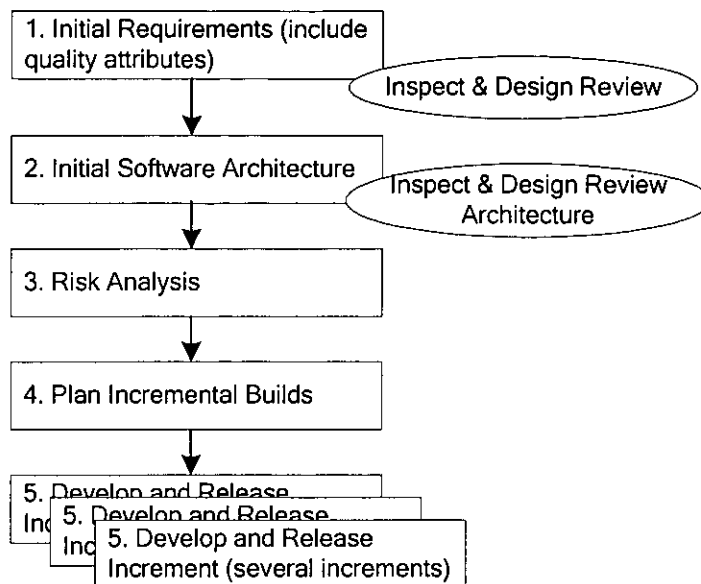 1. Initial Requirements (include
quality attributes)
Inspect & Design Review
2. Initial Software Architecture
Inspect & Design Review
Architecture
3. Risk Analysis
4. Plan Incremental Builds
5. Develop and Release
5. Develop and Release
5. Develop and Release
Increment (several increments)